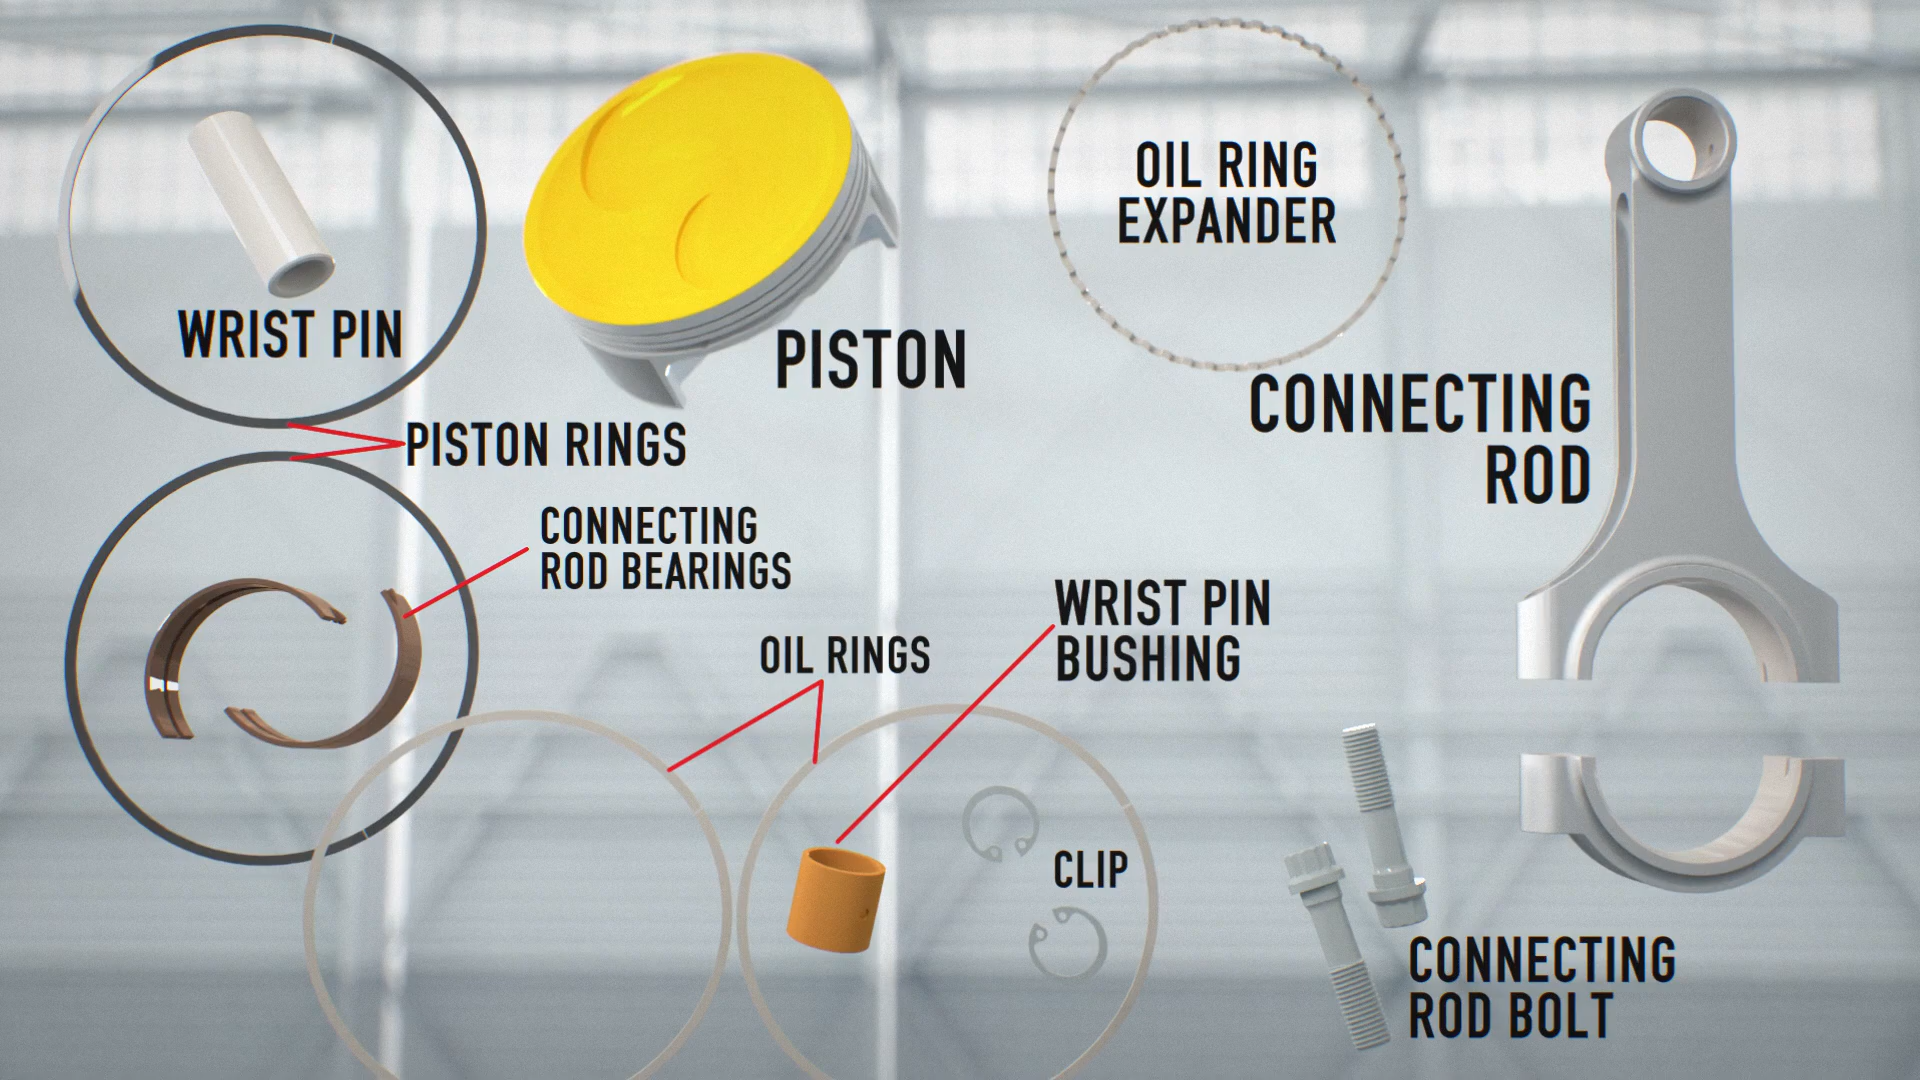 WRIST PIN
PISTON
OIL RING
EXPANDER
CONNECTING
ROD
PISTON RINGS
CONNECTING
ROD BEARINGS
OIL RINGS
WRIST PIN
BUSHING
CLIP
CONNECTING
ROD BOLT